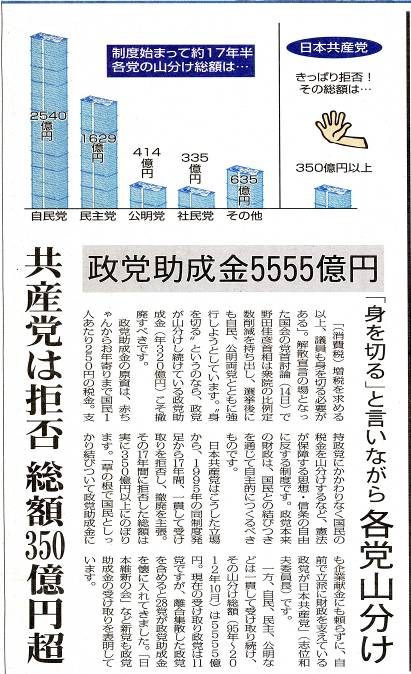 制度始まって約17年半
各党の山分け総額は…
2540
億円
1629
億円
414
億円
335
億円
635
億円
自民党 民主党 公明党 社民党 その他
日本共産党
きっぱり拒否!
その総額は…
350億円以上
政党助成金5555億円
「身を切る」と言いながら 各党山分け
共産党は拒否 総額350億円超
「〔消費税〕増税を求める
以上、議員も身を切る必要が
ある」。解散宣言の場となっ
た国会の党首討論(14日)で
野田佳彦首相は衆院の比例定
数削減を持ち出し、選挙後に
も自民、公明両党とともに強
行しようとしています。“身
を切る”というのなら、政党
が山分けし続けている政党助
成金(年320億円)こそ撤
廃すべきです。
政党助成金の原資は、赤ち
ゃんからお年寄りまで国民1
人あたり250円の税金。支
持政党にかかわりなく国民の
税金を山分けするなど、憲法
が保障する思想・信条の自由
に反する制度です。政党本来
の財政は、国民との結びつき
を通じて自主的につくるべき
ものです。
日本共産党はこうした立場
から、1995年の同制度発
足から17年間、一貫して受け
取りを拒否し、撤廃を主張。
その17年間に拒否した総額は
実に350億円以上にのぼり
ます。「草の根で国民としっ
かり結びついて政党助成金に
も企業献金にも頼らずに、自
前で立派に財政を支えている
政党が日本共産党」(志位和
夫委員長)です。
一方、自民、民主、公明な
どは一貫して受け取り続け、
その山分け総額(95年~20
12年10月)は5555億
円。現在の受け取り政党は11
党ですが、離合集散した政党
を含めると28党が政党助成金
を懐に入れてきました。「日
本維新の会」など新党も政党
助成金の受け取りを表明して
います。